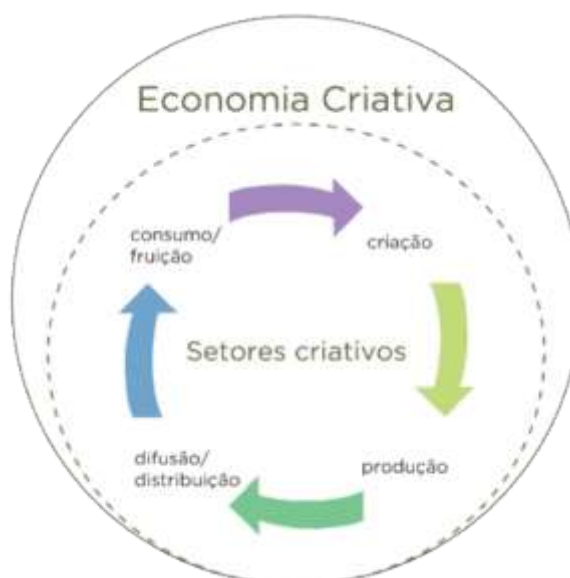 Economia Criativa
consumo/
fruição
criação
Setores criativos
difusão/
distribuição
produção